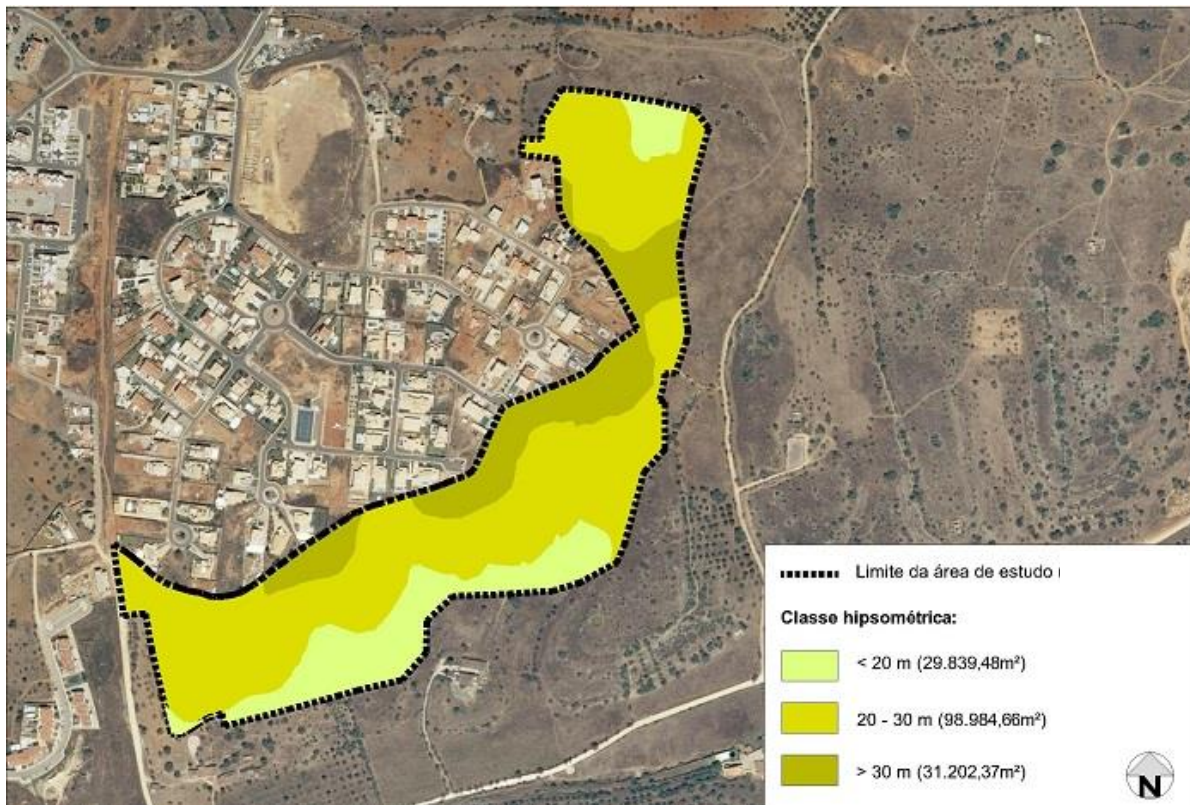 Limite da área de estudo
Classe hipsométrica:
< 20 m (29.839,48m²)
20 - 30 m (98.984,66m²)
> 30 m (31.202,37m²)
N